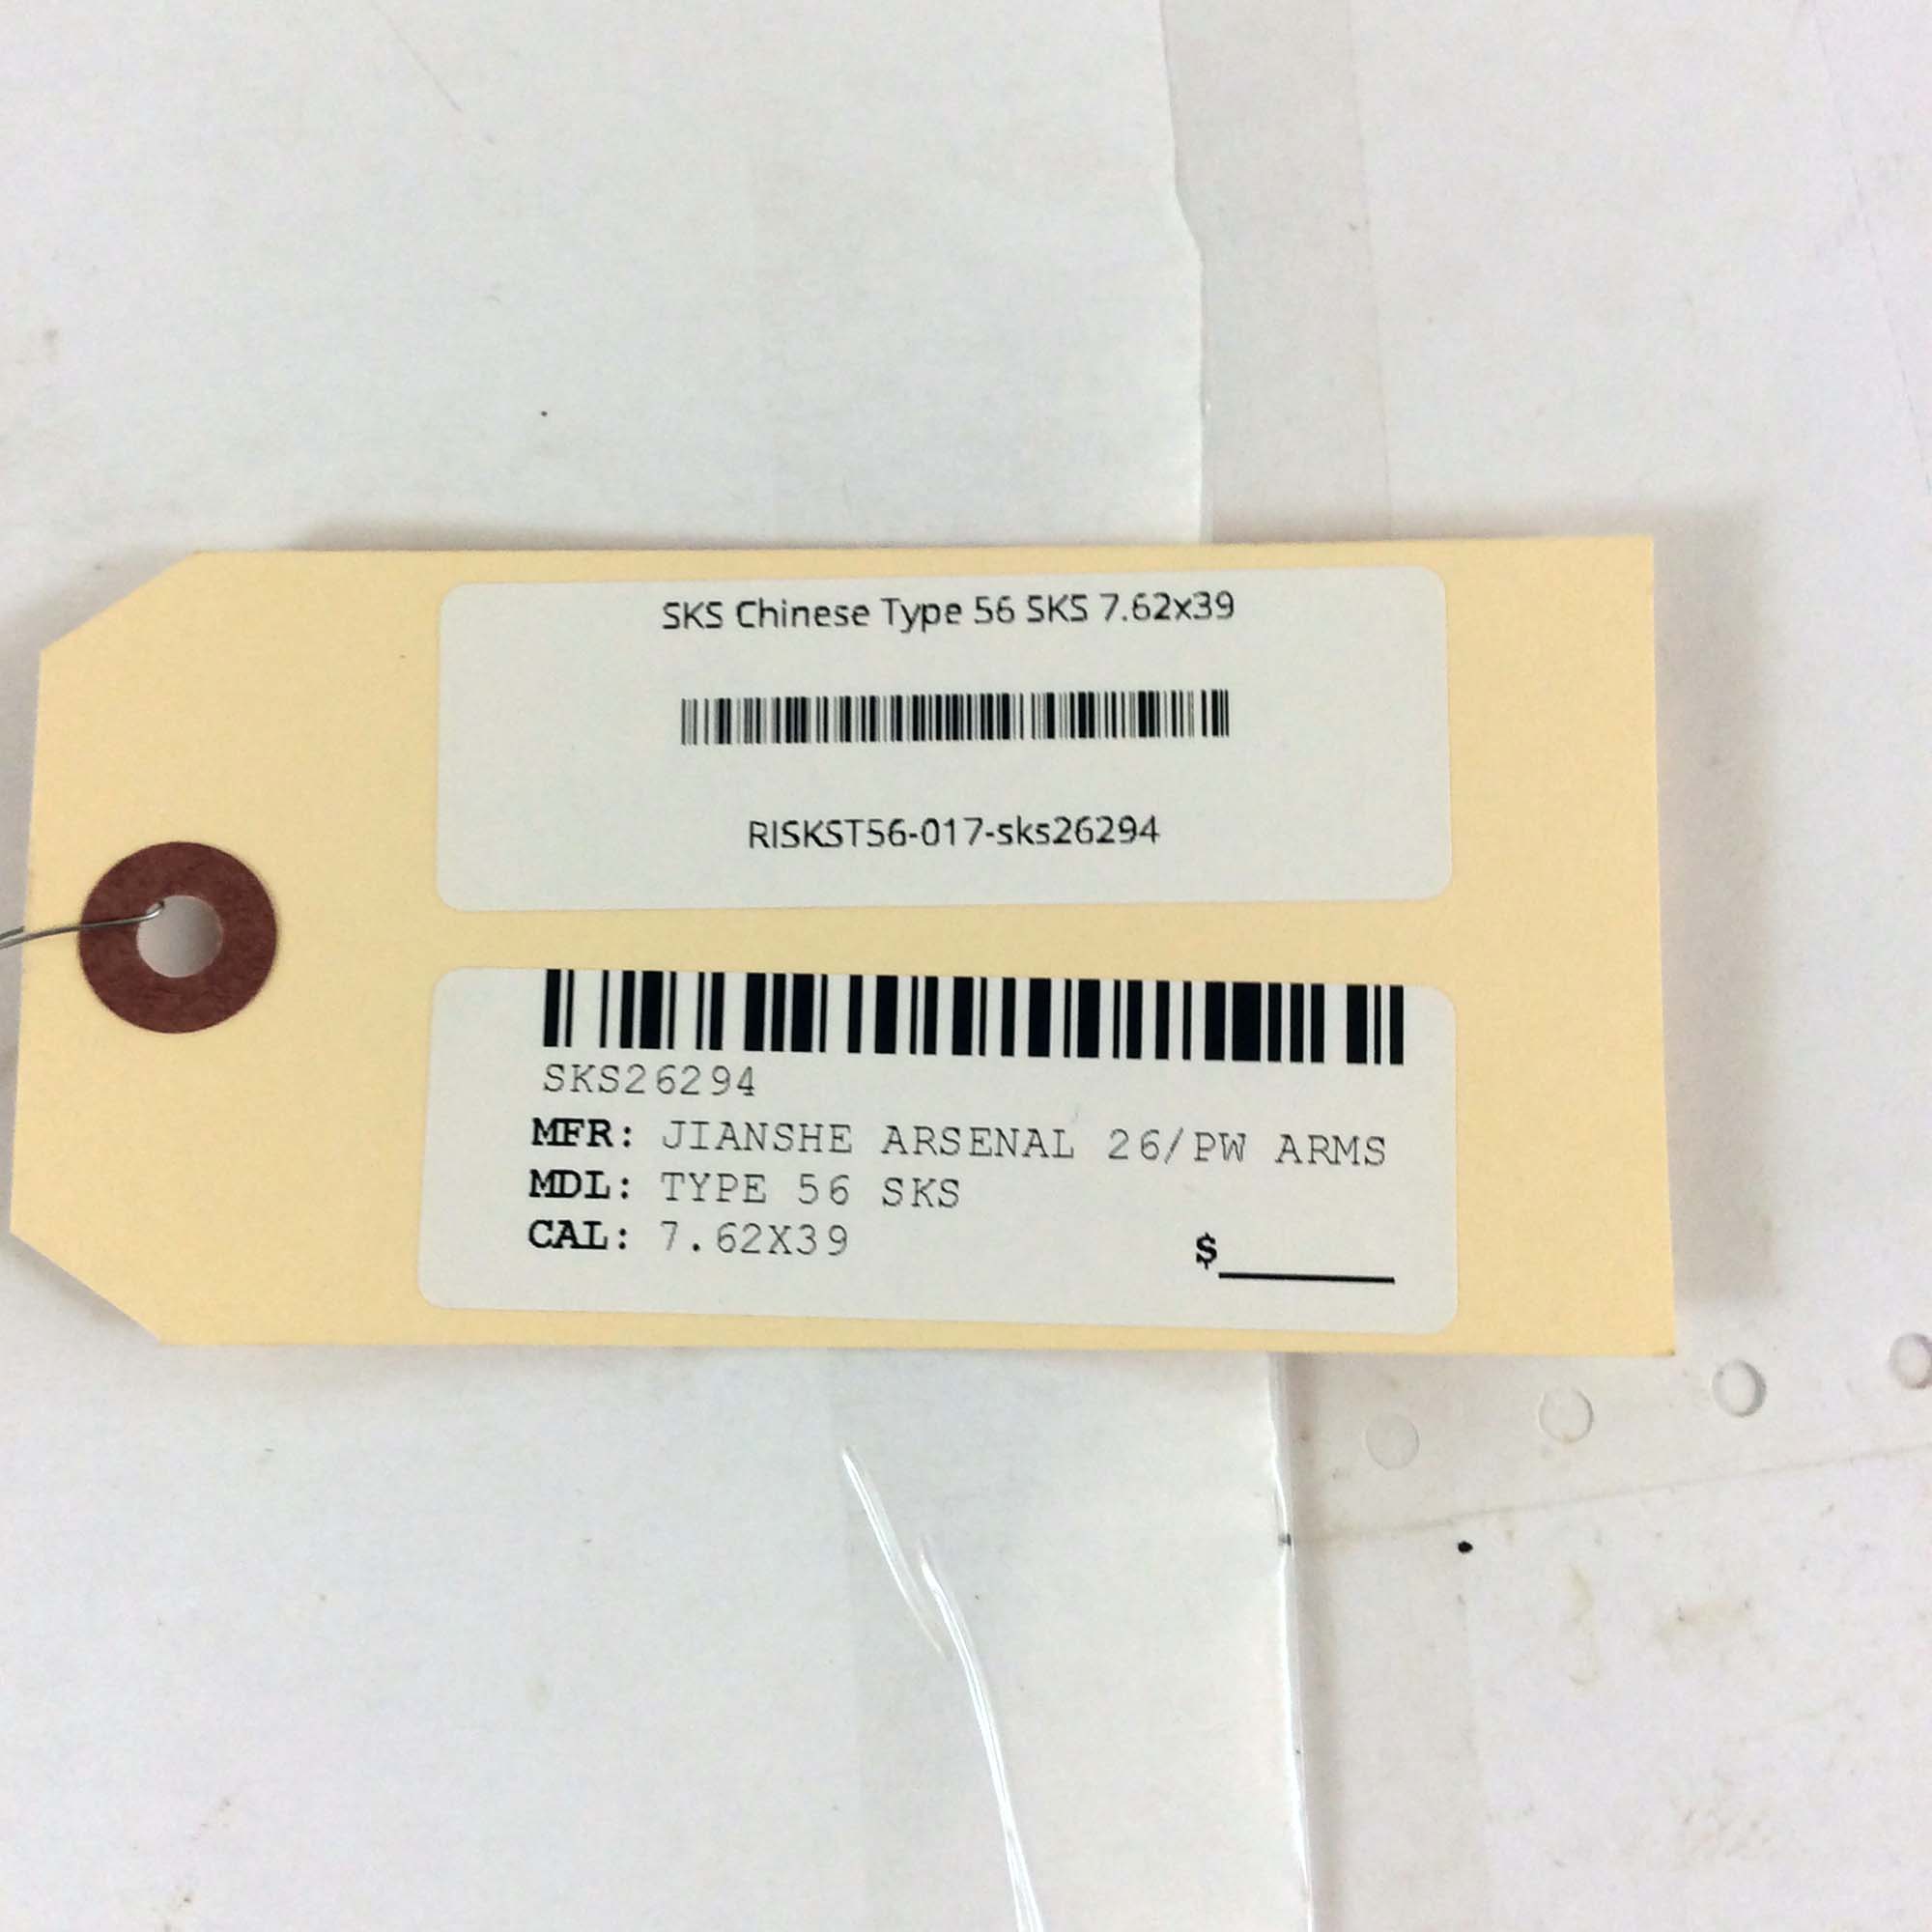 SKS Chinese Type 56 SKS 7.62x39
RISKST56-017-sks26294
SKS26294
MFR: JIANSHE ARSENAL 26/PW ARMS
MDL: TYPE 56 SKS
CAL: 7.62X39
$